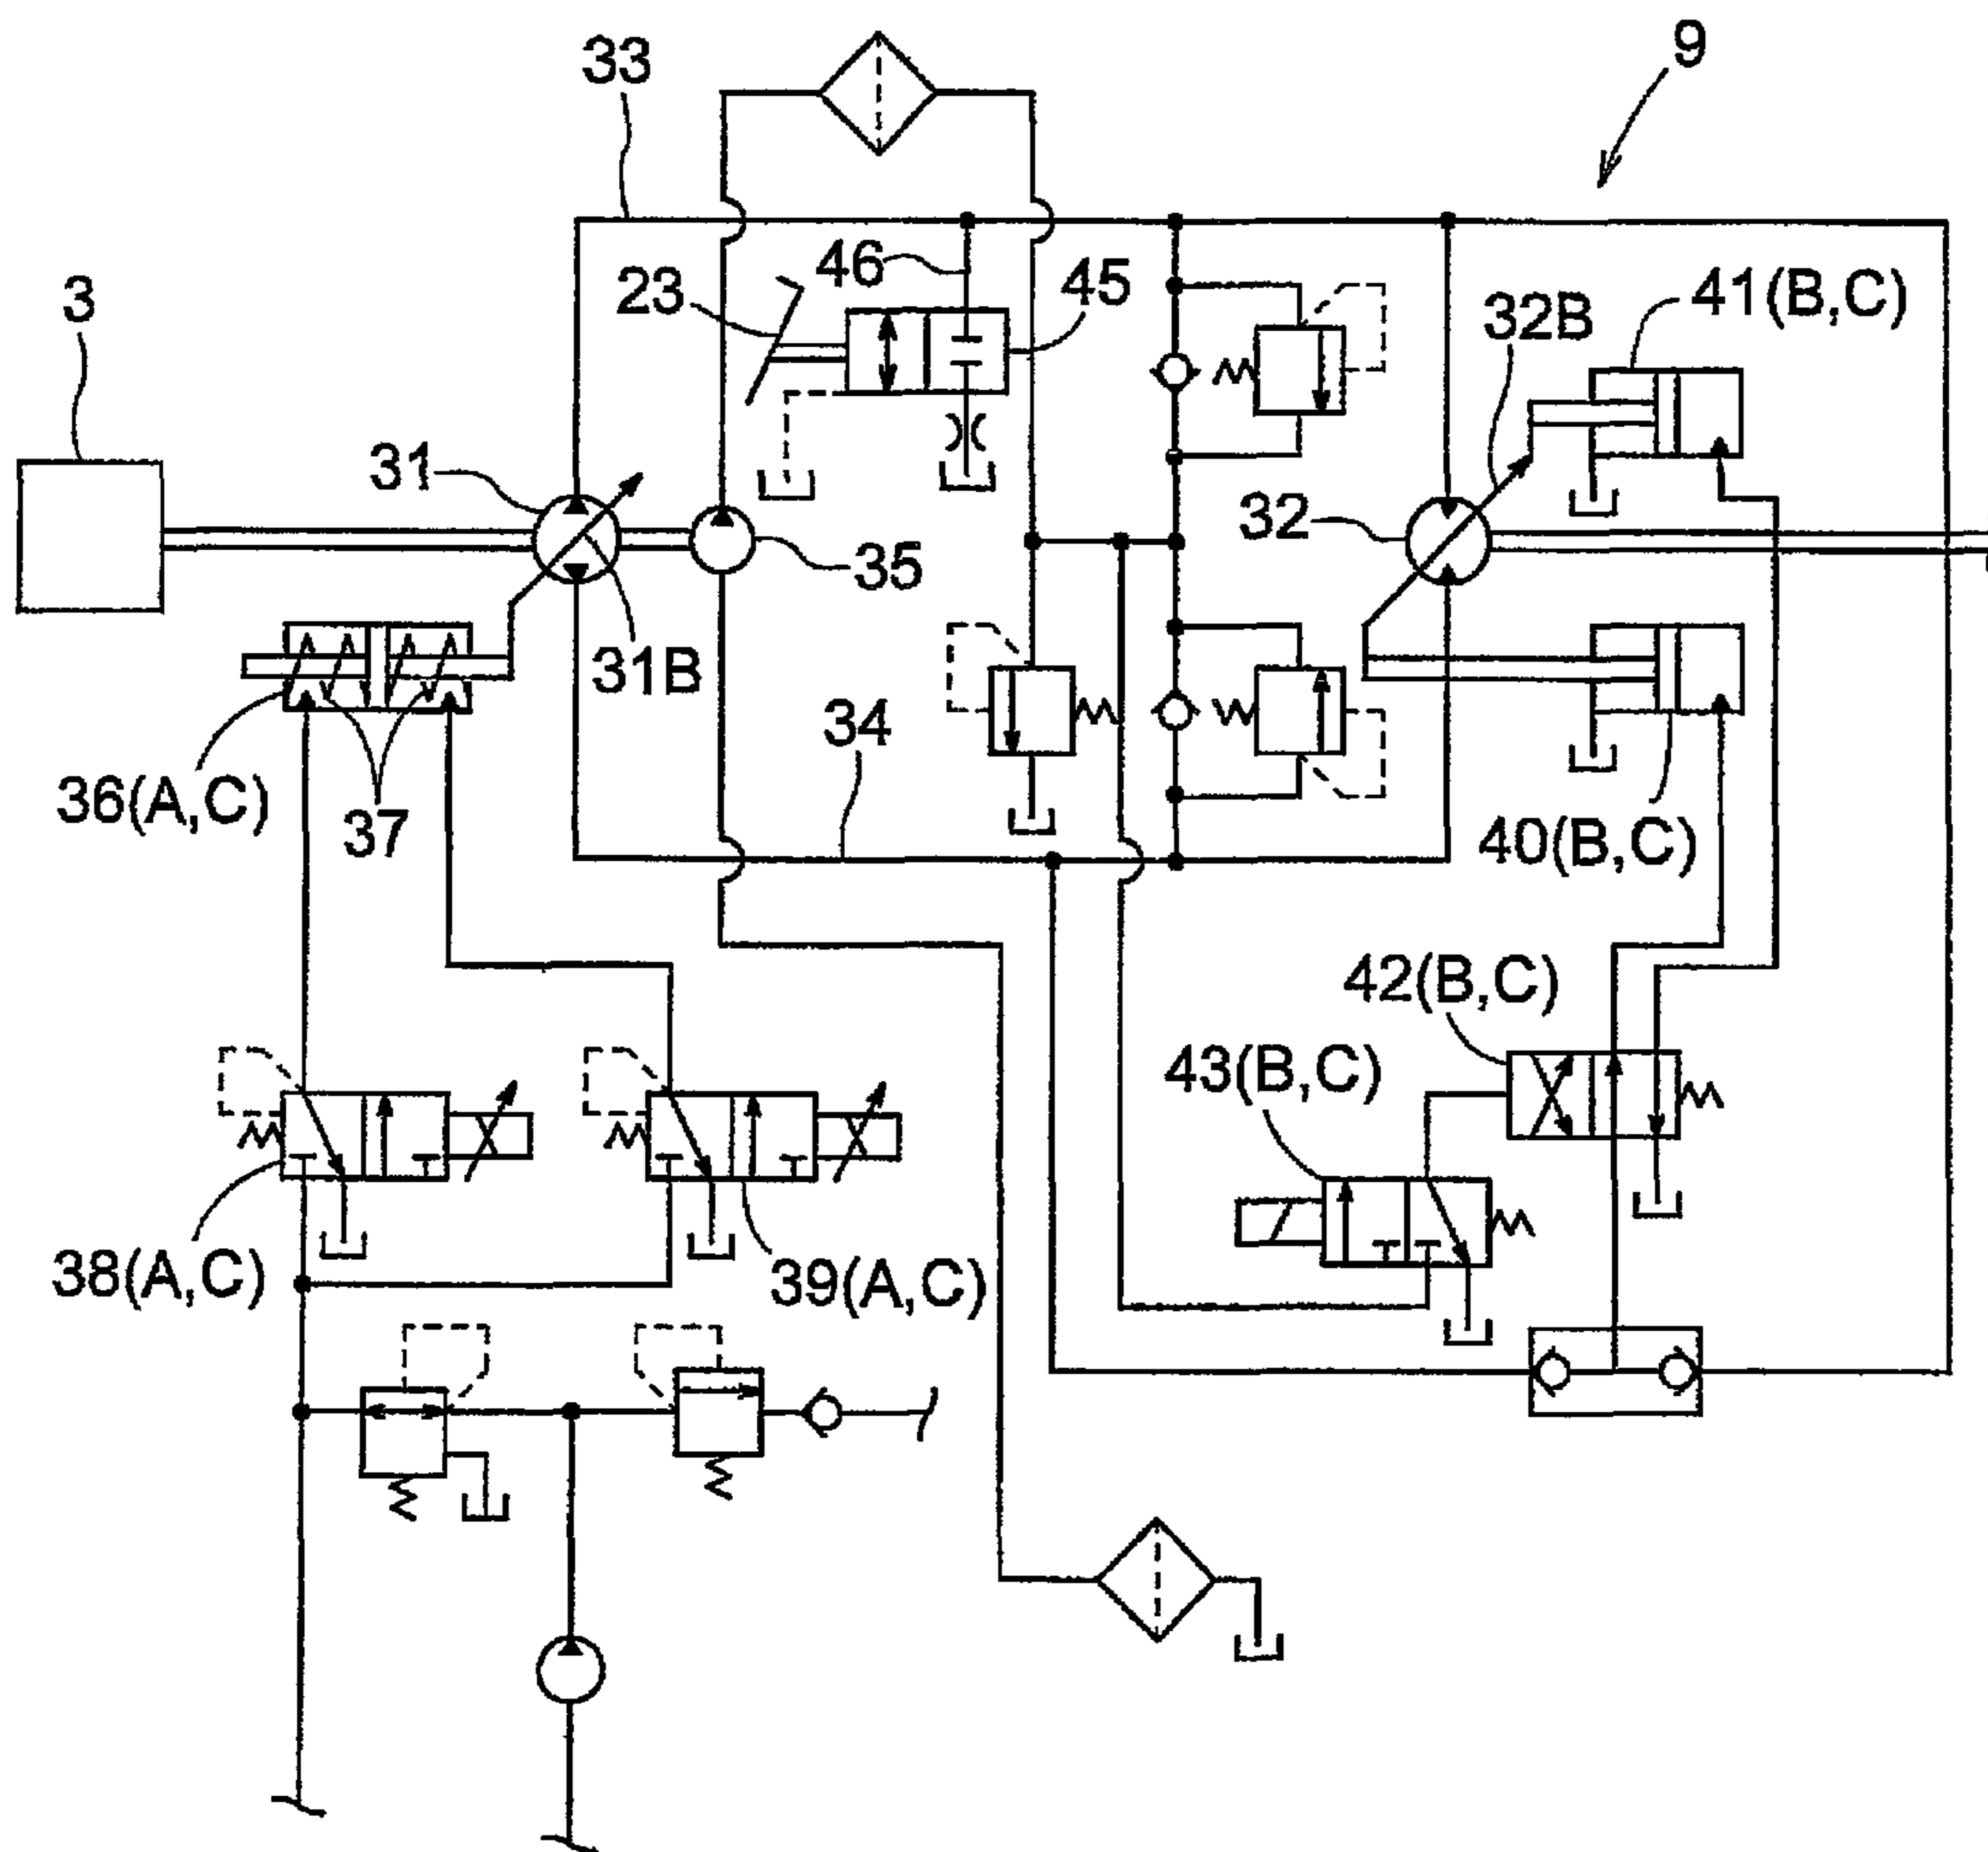 33
9
3
23
46
45
32B
41(B,C)
31
32
35
31B
34
36(A,C)
37
40(B,C)
42(B,C)
43(B,C)
38(A,C)
39(A,C)